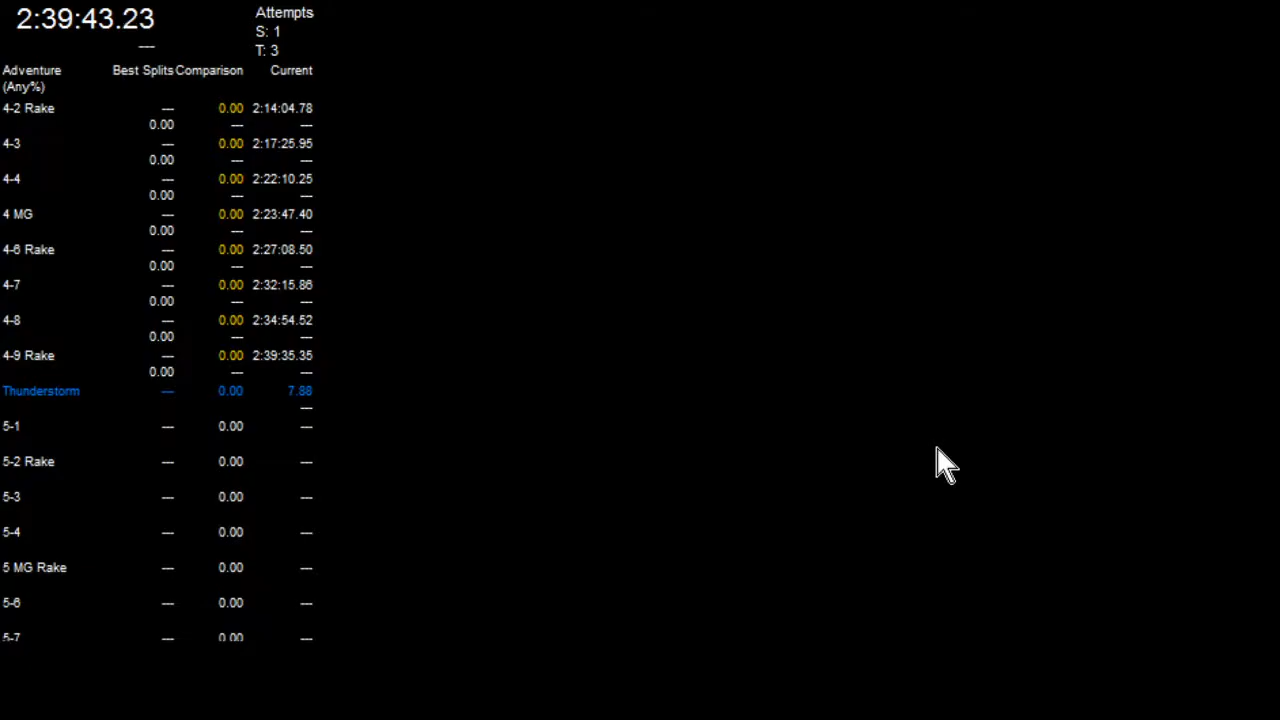 2:39:43.23
Attempts
S: 1
---
T: 3
Adventure (Any%) Best Splits Comparison Current
4-2 Rake --- 0.00 2:14:04.78
0.00 --- ---
4-3 --- 0.00 2:17:25.95
0.00 --- ---
4-4 --- 0.00 2:22:10.25
0.00 --- ---
4 MG --- 0.00 2:23:47.40
0.00 --- ---
4-6 Rake --- 0.00 2:27:08.50
0.00 --- ---
4-7 --- 0.00 2:32:15.86
0.00 --- ---
4-8 --- 0.00 2:34:54.52
0.00 --- ---
4-9 Rake --- 0.00 2:39:35.35
0.00 --- ---
Thunderstorm --- 0.00 7.88
---
5-1 --- 0.00 ---
5-2 Rake --- 0.00 ---
5-3 --- 0.00 ---
5-4 --- 0.00 ---
5 MG Rake --- 0.00 ---
5-6 --- 0.00 ---
5-7 --- 0.00 ---